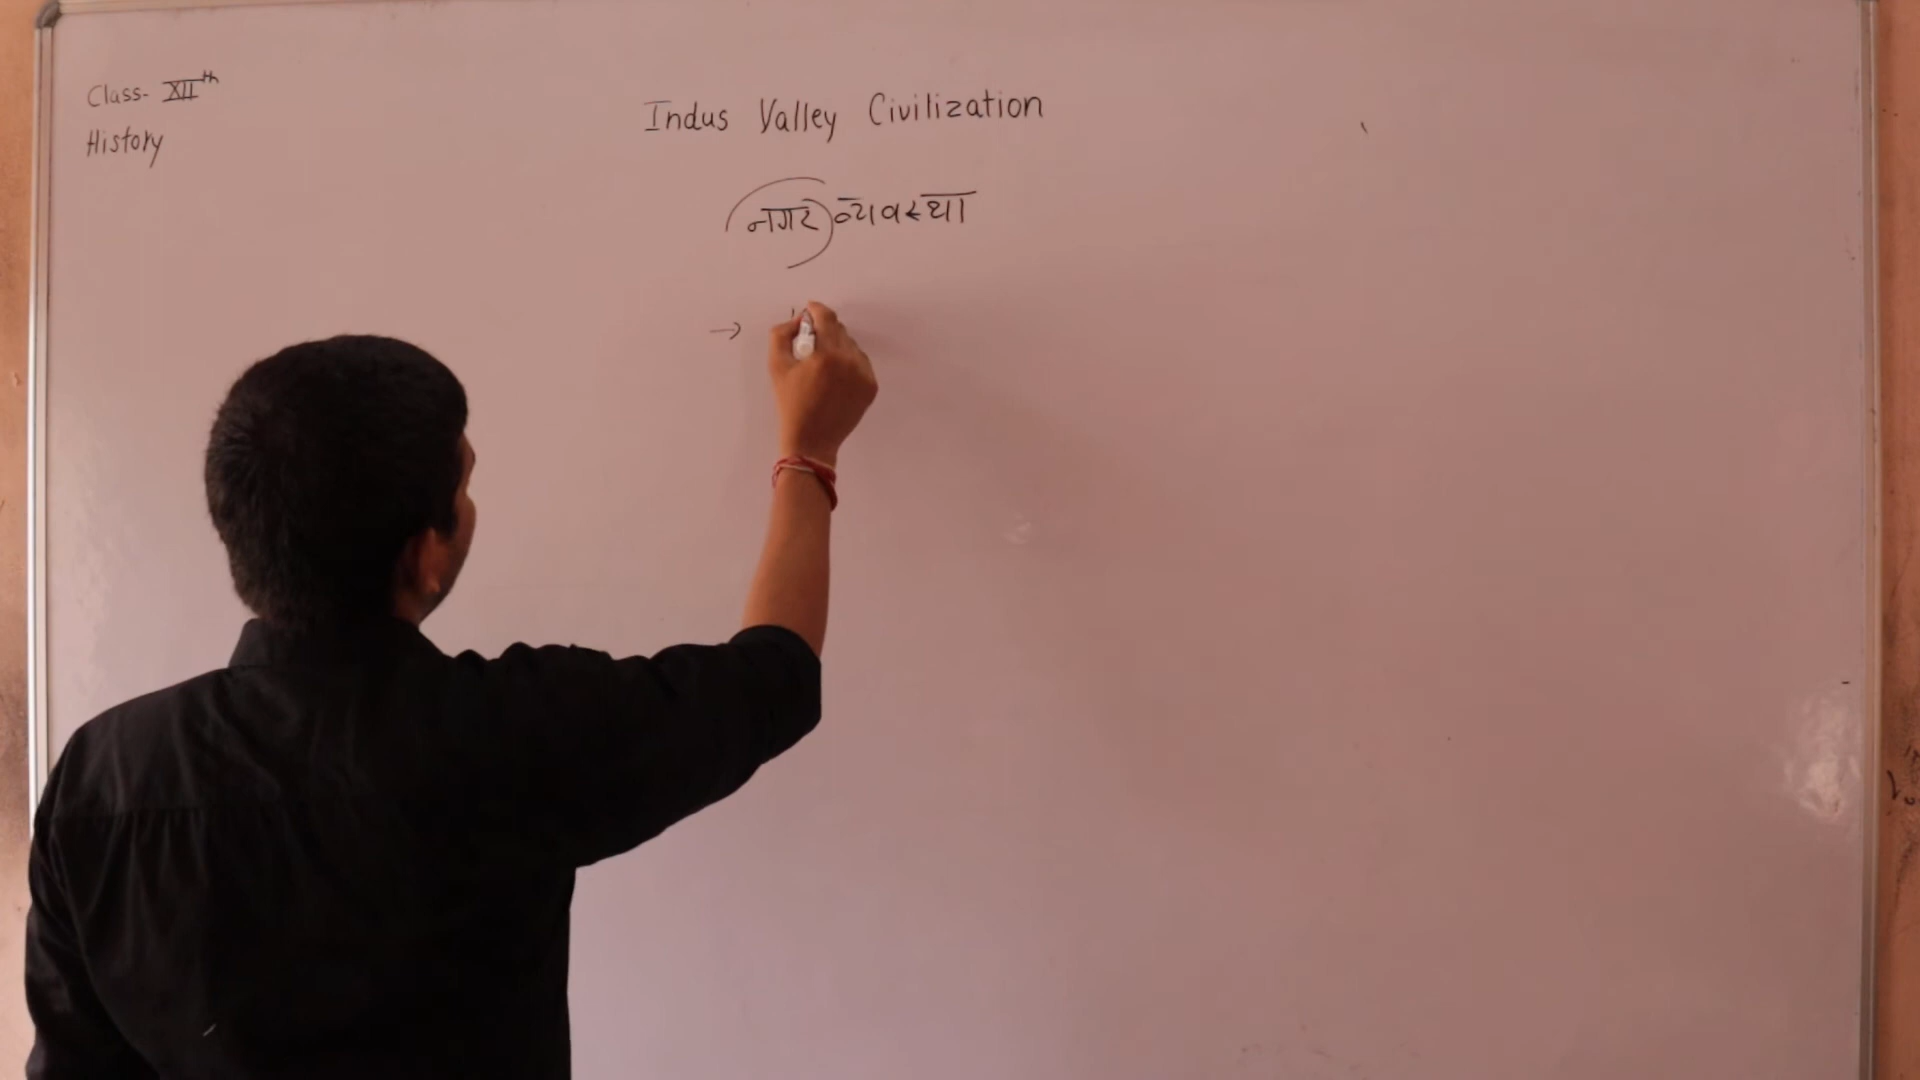 Class- XIIth
History
Indus Valley Civilization
नगर व्यवस्था
→